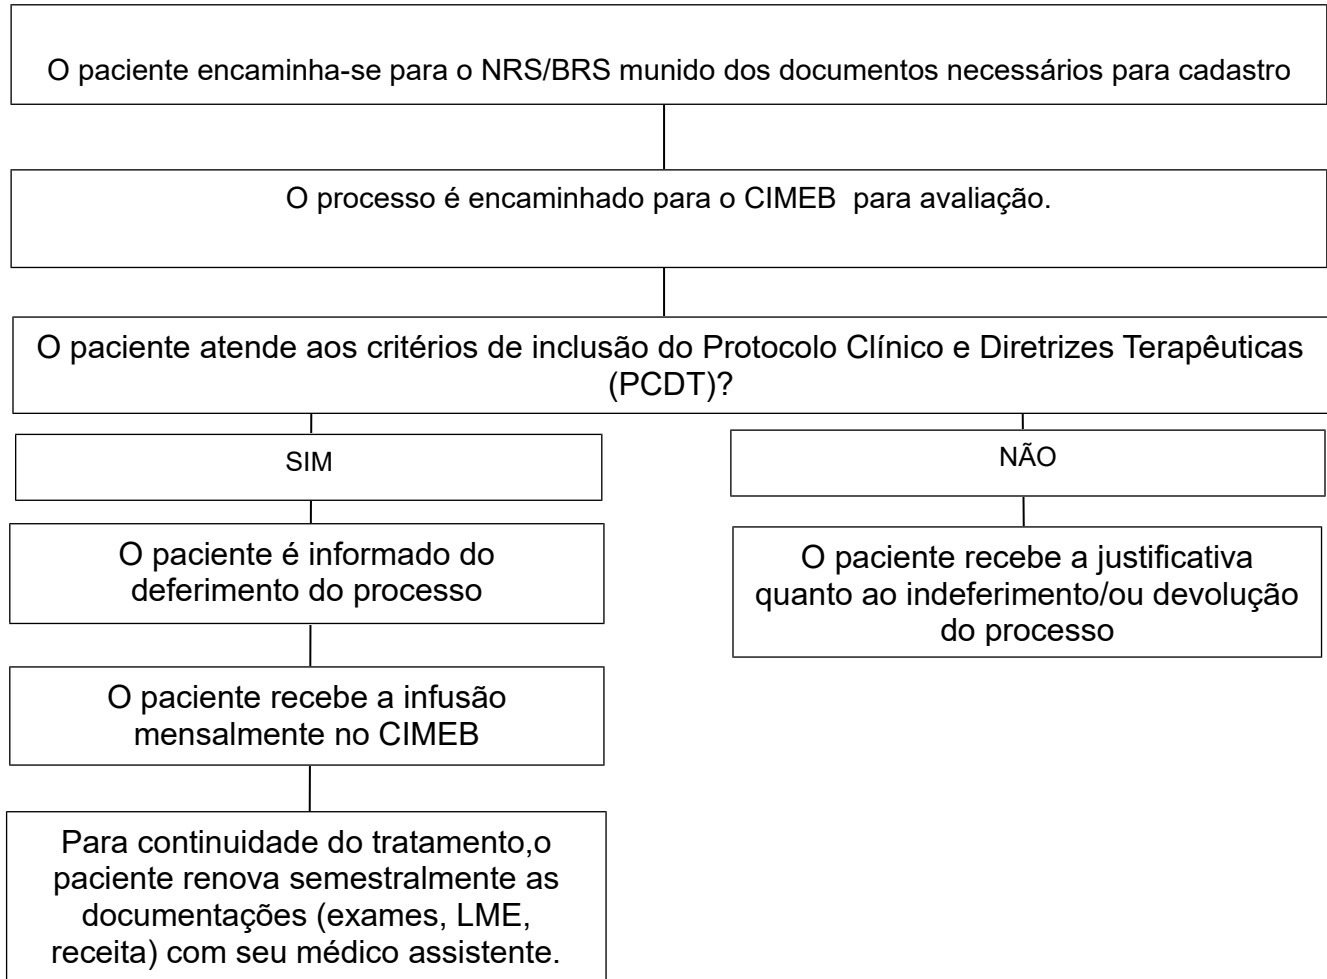 O paciente encaminha-se para o NRS/BRS munido dos documentos necessários para cadastro
O processo é encaminhado para o CIMEB  para avaliação.
O paciente atende aos critérios de inclusão do Protocolo Clínico e Diretrizes Terapêuticas
(PCDT)?
SIM
NÃO
O paciente é informado do
deferimento do processo
O paciente recebe a justificativa
quanto ao indeferimento/ou devolução
do processo
O paciente recebe a infusão
mensalmente no CIMEB
Para continuidade do tratamento,o
paciente renova semestralmente as
documentações (exames, LME,
receita) com seu médico assistente.